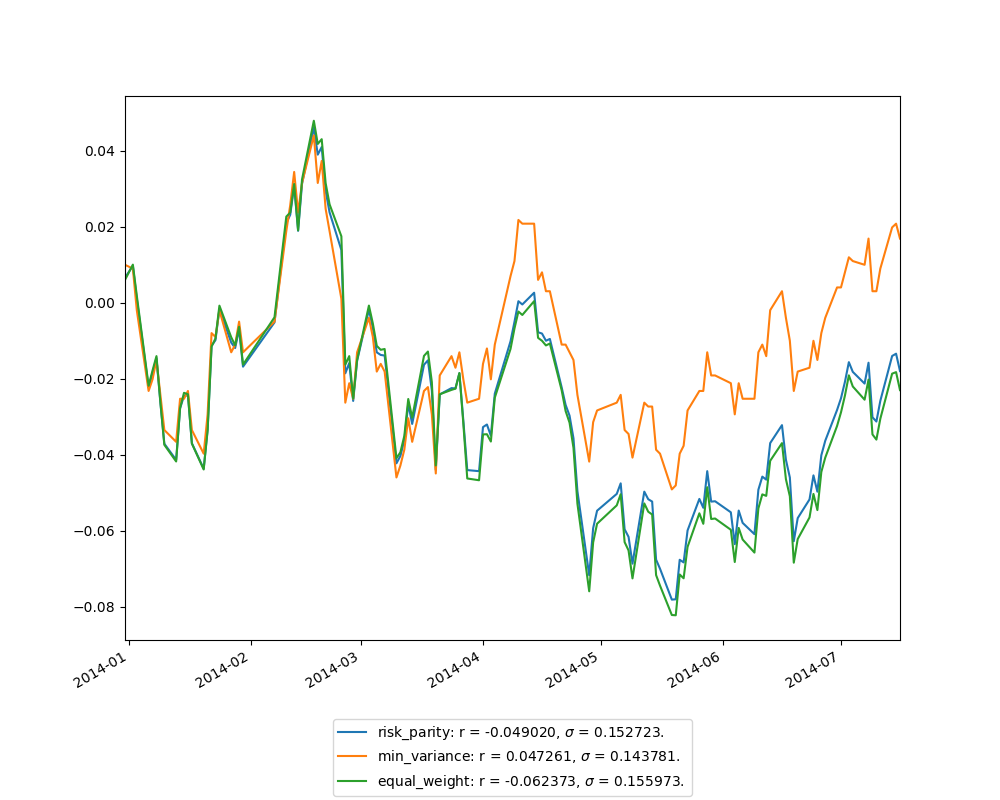 0.04
0.02
0.00
−0.02
−0.04
−0.06
−0.08
2014-01 2014-02 2014-03 2014-04 2014-05 2014-06 2014-07
risk_parity: r = -0.049020, σ = 0.152723.
min_variance: r = 0.047261, σ = 0.143781.
equal_weight: r = -0.062373, σ = 0.155973.